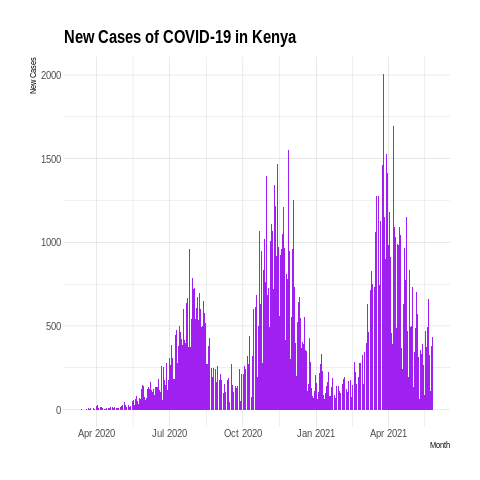 New Cases of COVID-19 in Kenya
New Cases
2000
1500
1000
500
0
Apr 2020 Jul 2020 Oct 2020 Jan 2021 Apr 2021
Month